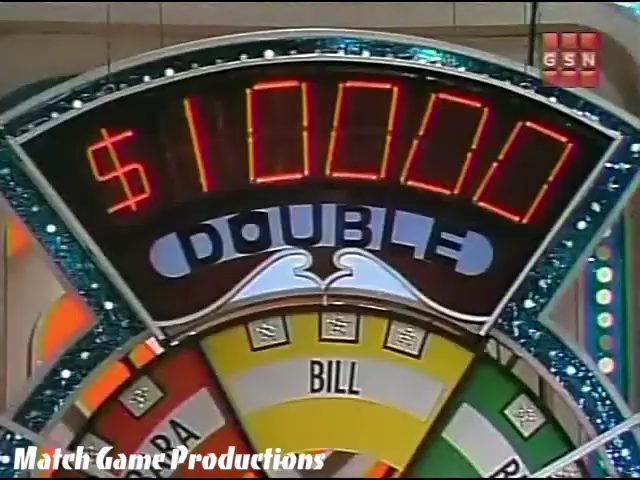 GSN
$10000
DOUBLE
BILL
Match Game Productions